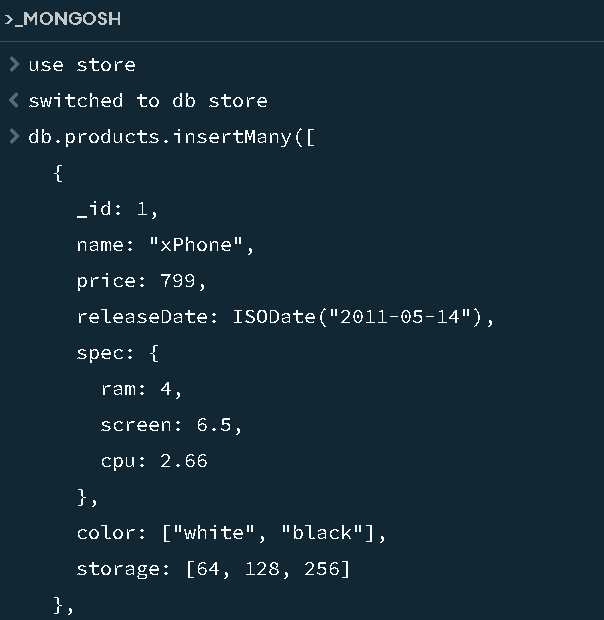 >_MONGOSH
> use store
< switched to db store
> db.products.insertMany([
    {
      _id: 1,
      name: "xPhone",
      price: 799,
      releaseDate: ISODate("2011-05-14"),
      spec: {
        ram: 4,
        screen: 6.5,
        cpu: 2.66
      },
      color: ["white", "black"],
      storage: [64, 128, 256]
    },